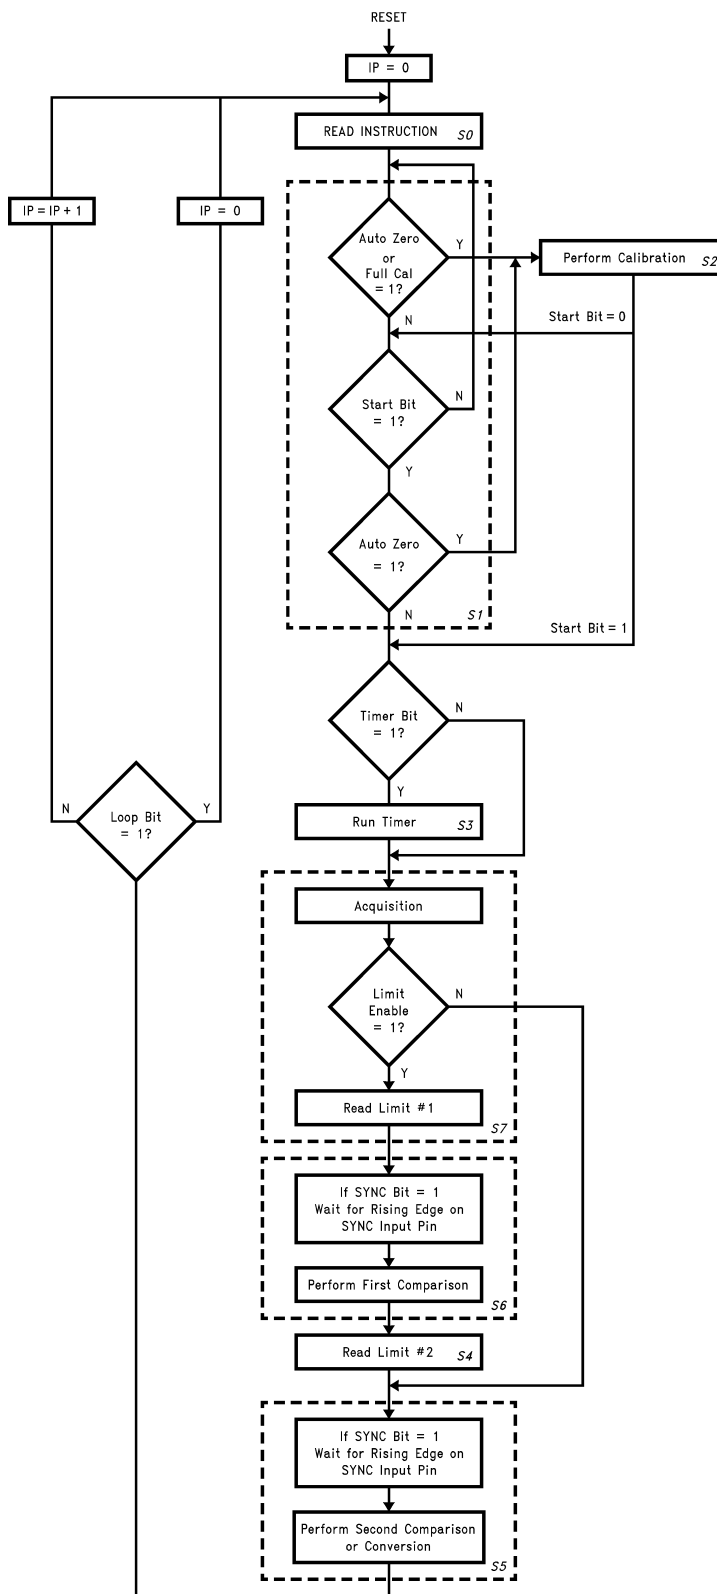 RESET
IP = 0
READ INSTRUCTION S0
IP = IP + 1
IP = 0
Auto Zero
or
Full Cal
= 1?
Y
N
Perform Calibration S2
Start Bit = 0
Start Bit
= 1?
N
Y
Auto Zero
= 1?
Y
N
S1
Start Bit = 1
Timer Bit
= 1?
N
Y
Run Timer S3
Loop Bit
= 1?
N
Y
Acquisition
Limit
Enable
= 1?
N
Y
Read Limit #1
S7
If SYNC Bit = 1
Wait for Rising Edge on
SYNC Input Pin
Perform First Comparison
S6
Read Limit #2 S4
If SYNC Bit = 1
Wait for Rising Edge on
SYNC Input Pin
Perform Second Comparison
or Conversion
S5